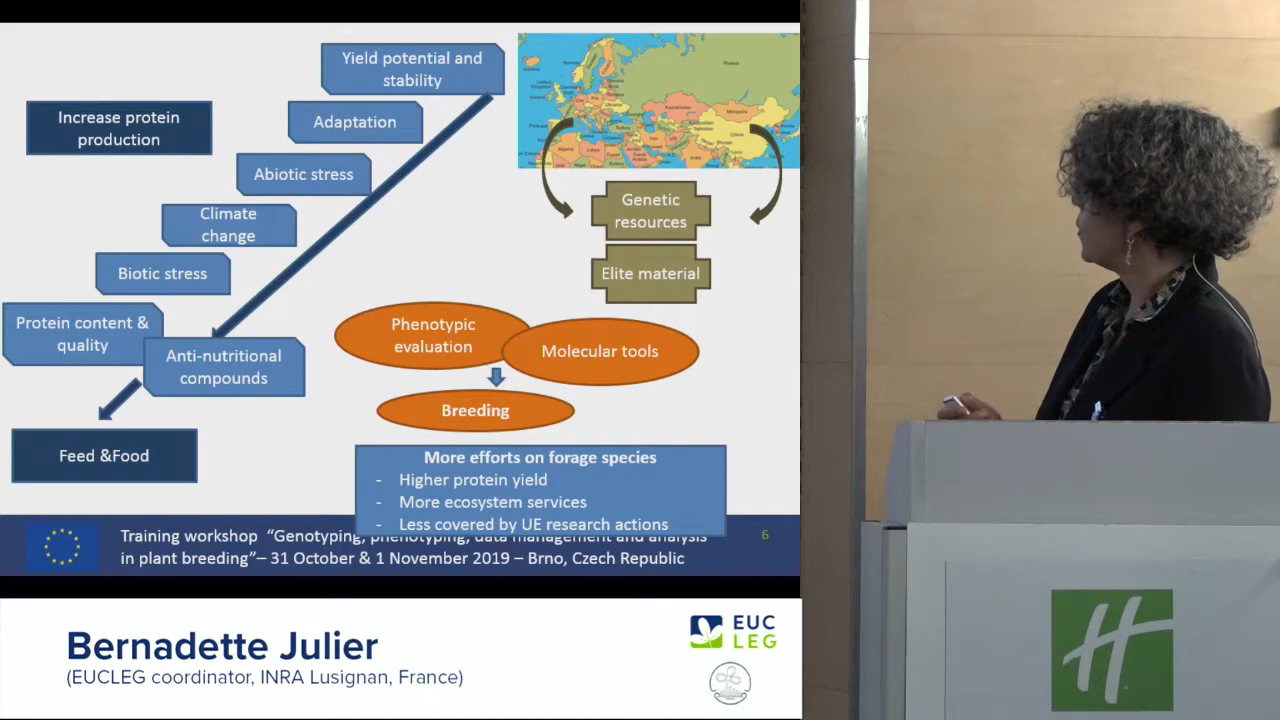 Yield potential and
stability
Increase protein
production
Adaptation
Abiotic stress
Climate
change
Biotic stress
Protein content &
quality
Anti-nutritional
compounds
Feed &Food
Russia
Kazakhstan
Mongolia
China
Genetic
resources
Elite material
Phenotypic
evaluation
Molecular tools
Breeding
More efforts on forage species
- Higher protein yield
- More ecosystem services
- Less covered by UE research actions
Training workshop "Genotyping, phenotyping, data management and analysis
in plant breeding"– 31 October & 1 November 2019 – Brno, Czech Republic
6
Bernadette Julier
(EUCLEG coordinator, INRA Lusignan, France)
EUC
LEG
H